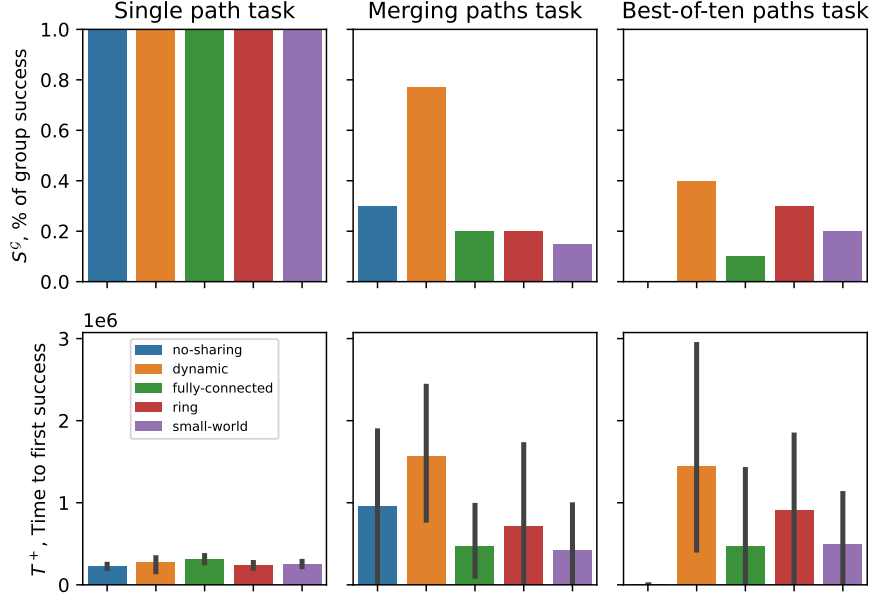 Single path task
Merging paths task
Best-of-ten paths task
S^𝒢, % of group success
1.0
0.8
0.6
0.4
0.2
0.0
1e6
T^+, Time to first success
3
2
1
0
no-sharing
dynamic
fully-connected
ring
small-world